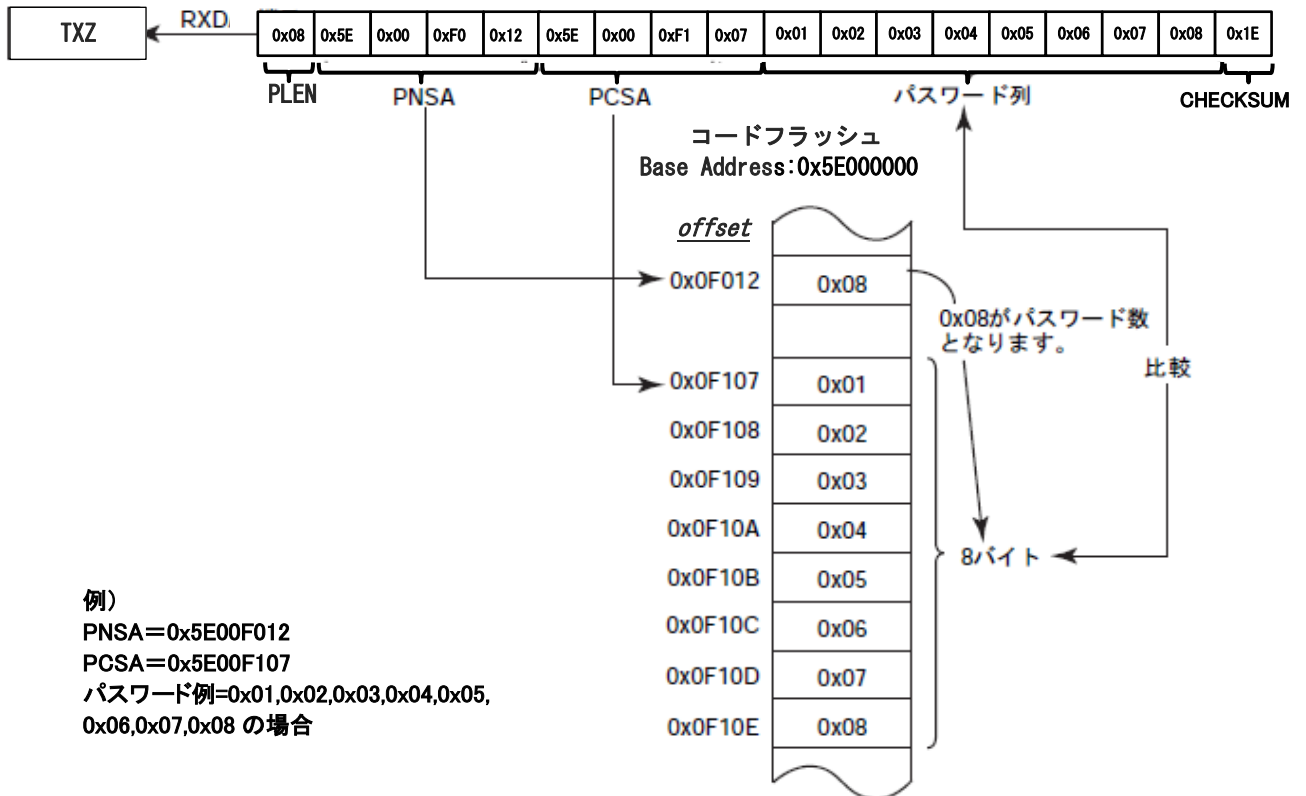 TXZ
RXD
0x08 0x5E 0x00 0xF0 0x12 0x5E 0x00 0xF1 0x07 0x01 0x02 0x03 0x04 0x05 0x06 0x07 0x08 0x1E
PLEN PNSA PCSA パスワード列 CHECKSUM
コードフラッシュ
Base Address:0x5E000000
offset
0x0F012 0x08
0x08がパスワード数
となります。
比較
0x0F107 0x01
0x0F108 0x02
0x0F109 0x03
0x0F10A 0x04
8バイト
0x0F10B 0x05
0x0F10C 0x06
0x0F10D 0x07
0x0F10E 0x08
例)
PNSA=0x5E00F012
PCSA=0x5E00F107
パスワード例=0x01,0x02,0x03,0x04,0x05,
0x06,0x07,0x08 の場合